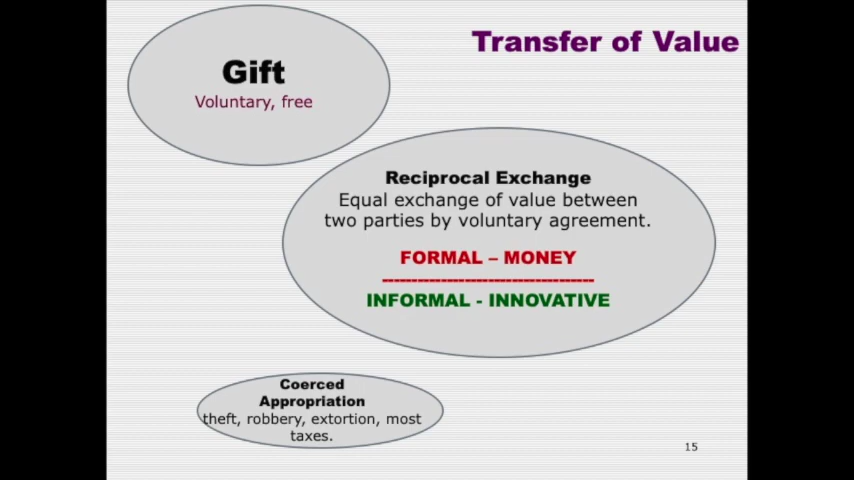 Transfer of Value
Gift
Voluntary, free
Reciprocal Exchange
Equal exchange of value between
two parties by voluntary agreement.
FORMAL – MONEY
------------------------------------
INFORMAL - INNOVATIVE
Coerced
Appropriation
theft, robbery, extortion, most
taxes.
15